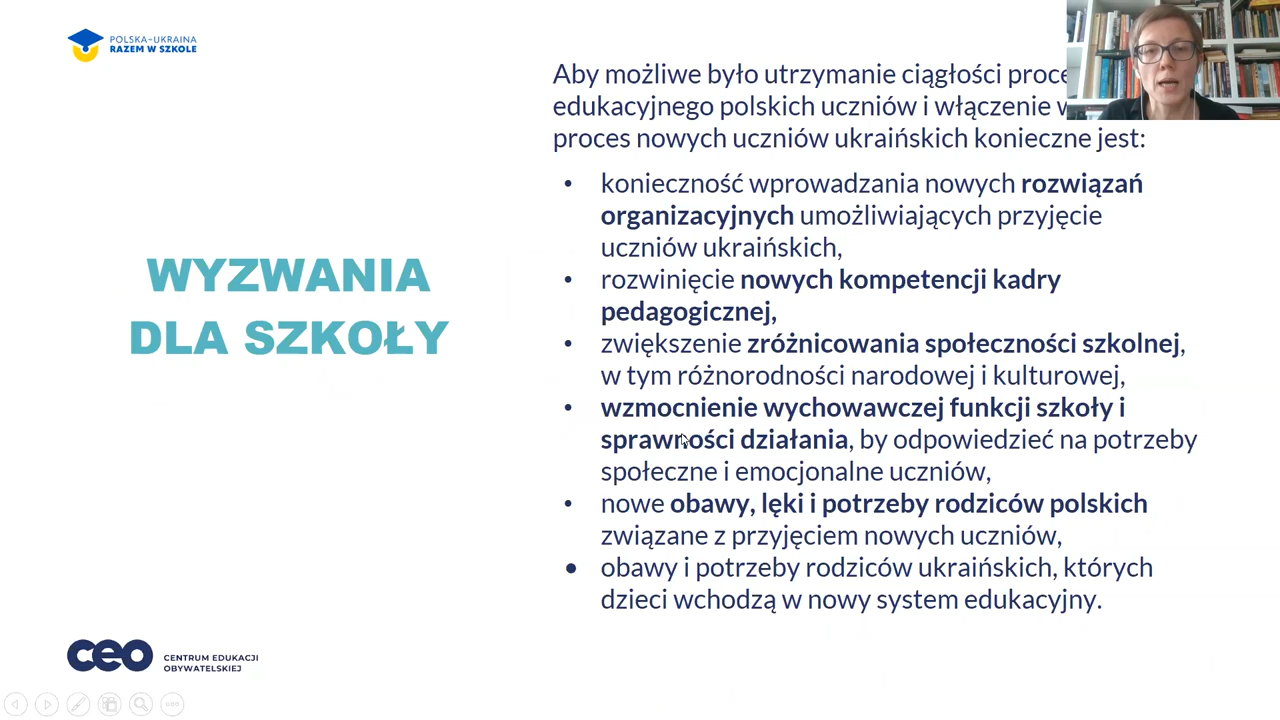 POLSKA-UKRAINA
RAZEM W SZKOLE
Aby możliwe było utrzymanie ciągłości
edukacyjnego polskich uczniów i włączenie
proces nowych uczniów ukraińskich konieczne jest:
• konieczność wprowadzania nowych rozwiązań
organizacyjnych umożliwiających przyjęcie
uczniów ukraińskich,
• rozwinięcie nowych kompetencji kadry
pedagogicznej,
• zwiększenie zróżnicowania społeczności szkolnej,
w tym różnorodności narodowej i kulturowej,
• wzmocnienie wychowawczej funkcji szkoły i
sprawności działania, by odpowiedzieć na potrzeby
społeczne i emocjonalne uczniów,
• nowe obawy, lęki i potrzeby rodziców polskich
związane z przyjęciem nowych uczniów,
• obawy i potrzeby rodziców ukraińskich, których
dzieci wchodzą w nowy system edukacyjny.
WYZWANIA
DLA SZKOŁY
ceo
CENTRUM EDUKACJI
OBYWATELSKIEJ